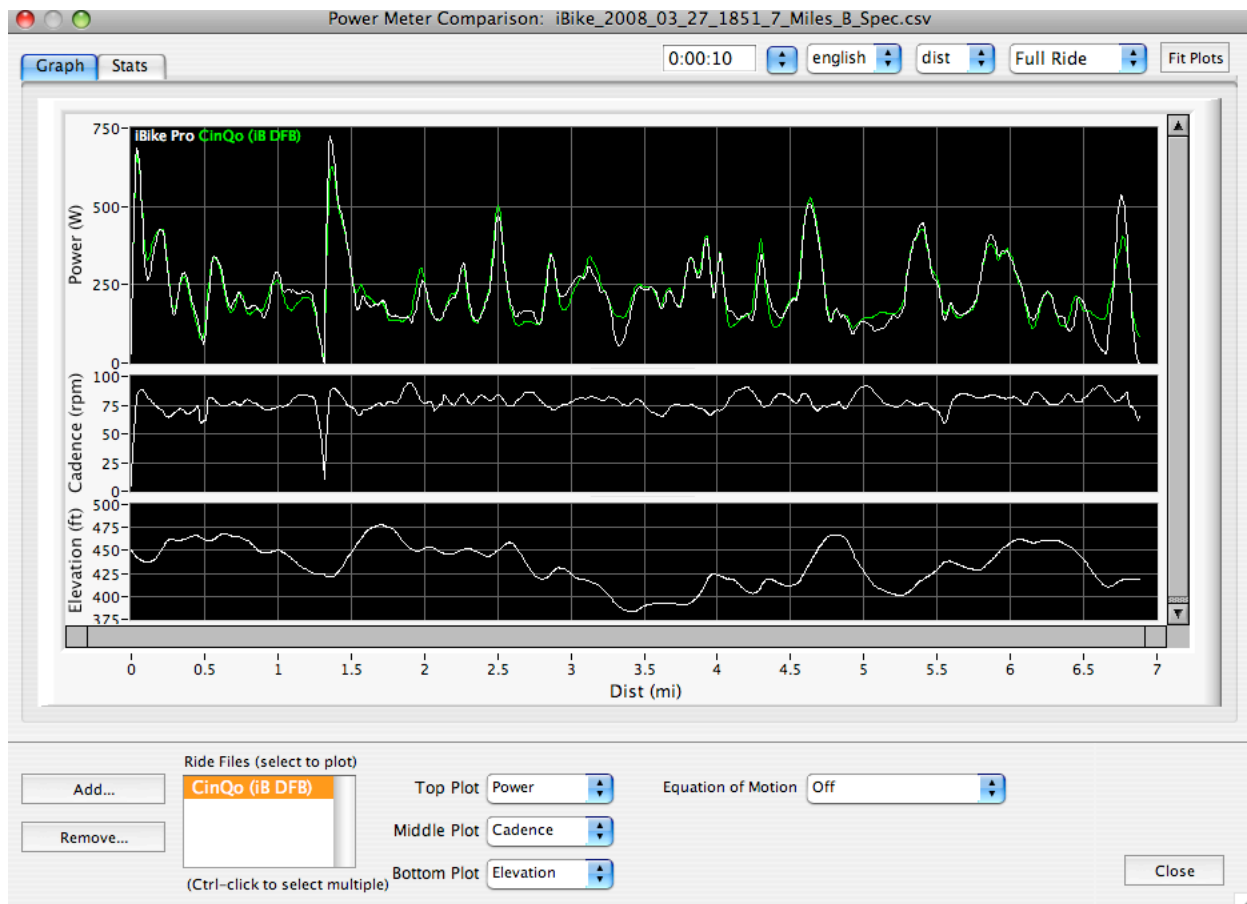 Power Meter Comparison: iBike_2008_03_27_1851_7_Miles_B_Spec.csv
Graph Stats 0:00:10 english dist Full Ride Fit Plots
iBike Pro CinQo (iB DFB)
Power (W)
750
500
250
0
Cadence (rpm)
100
75
50
25
0
Elevation (ft)
500
475
450
425
400
375
0 0.5 1 1.5 2 2.5 3 3.5 4 4.5 5 5.5 6 6.5 7
Dist (mi)
Ride Files (select to plot)
Add... CinQo (iB DFB) Top Plot Power Equation of Motion Off
Remove... Middle Plot Cadence
Bottom Plot Elevation Close
(Ctrl-click to select multiple)